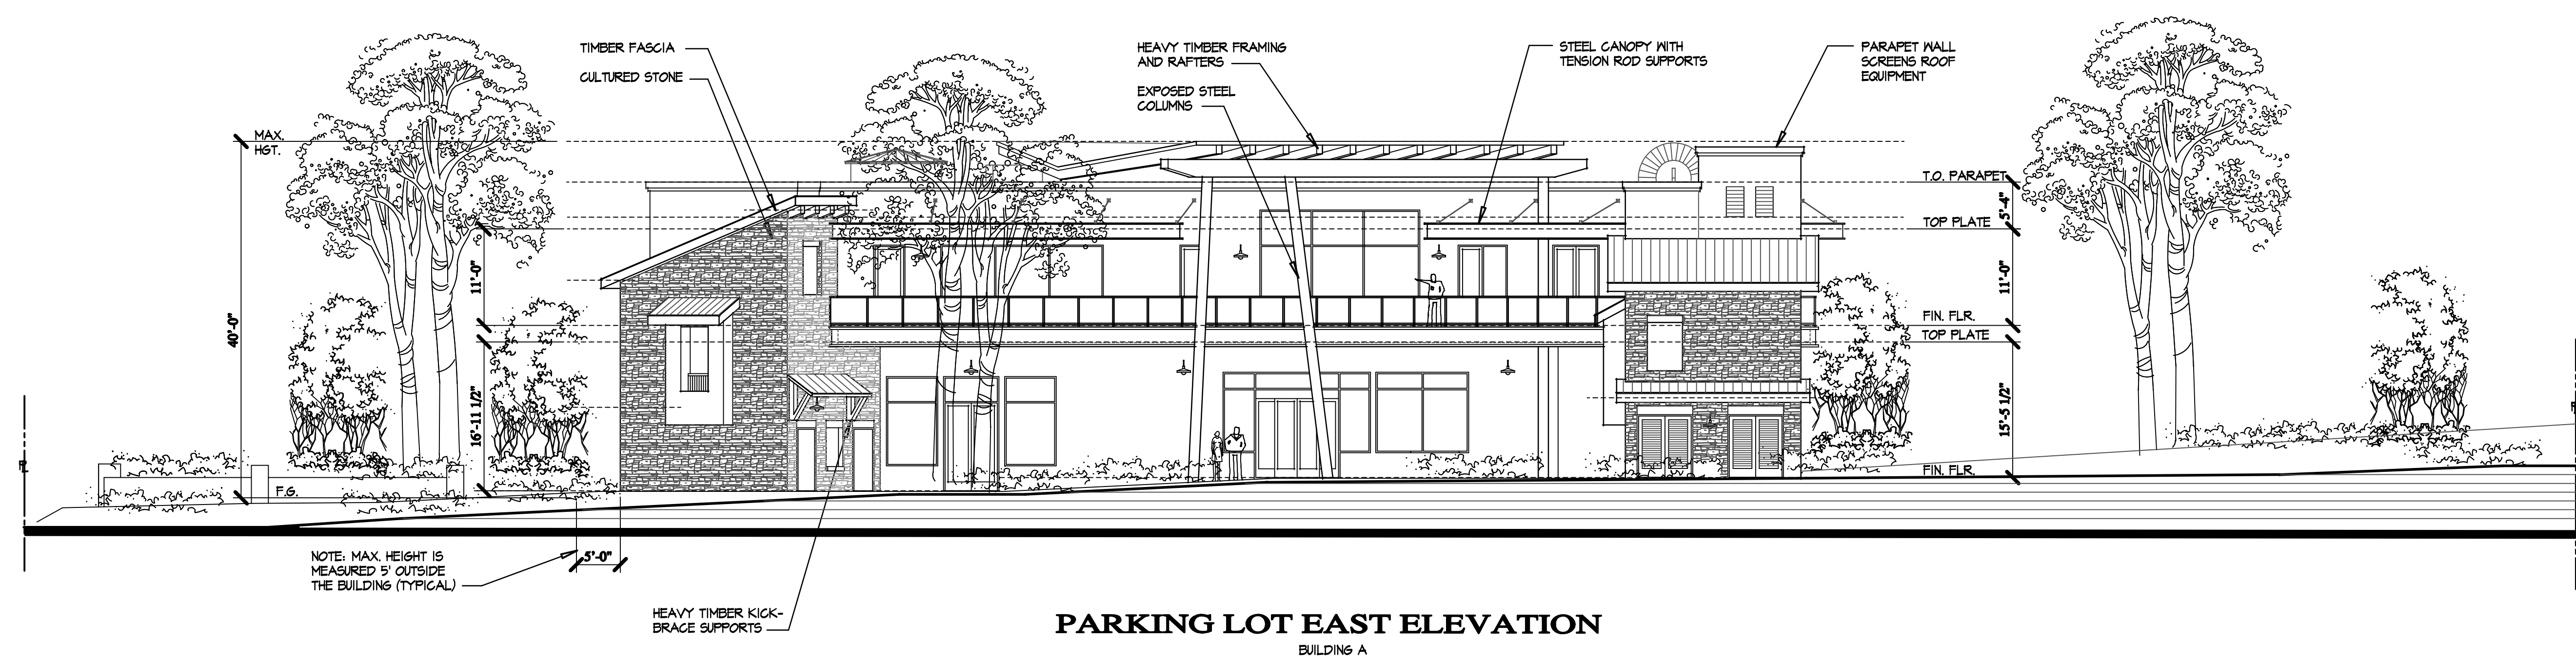 TIMBER FASCIA
CULTURED STONE
HEAVY TIMBER FRAMING
AND RAFTERS
EXPOSED STEEL
COLUMNS
STEEL CANOPY WITH
TENSION ROD SUPPORTS
PARAPET WALL
SCREENS ROOF
EQUIPMENT
MAX.
HGT.
T.O. PARAPET
5'-4"
TOP PLATE
11'-0"
11'-0"
40'-0"
FIN. FLR.
TOP PLATE
16'-11 1/2"
15'-5 1/2"
FIN. FLR.
PL
F.G.
NOTE: MAX. HEIGHT IS
MEASURED 5' OUTSIDE
THE BUILDING (TYPICAL)
5'-0"
HEAVY TIMBER KICK-
BRACE SUPPORTS
PARKING LOT EAST ELEVATION
BUILDING A